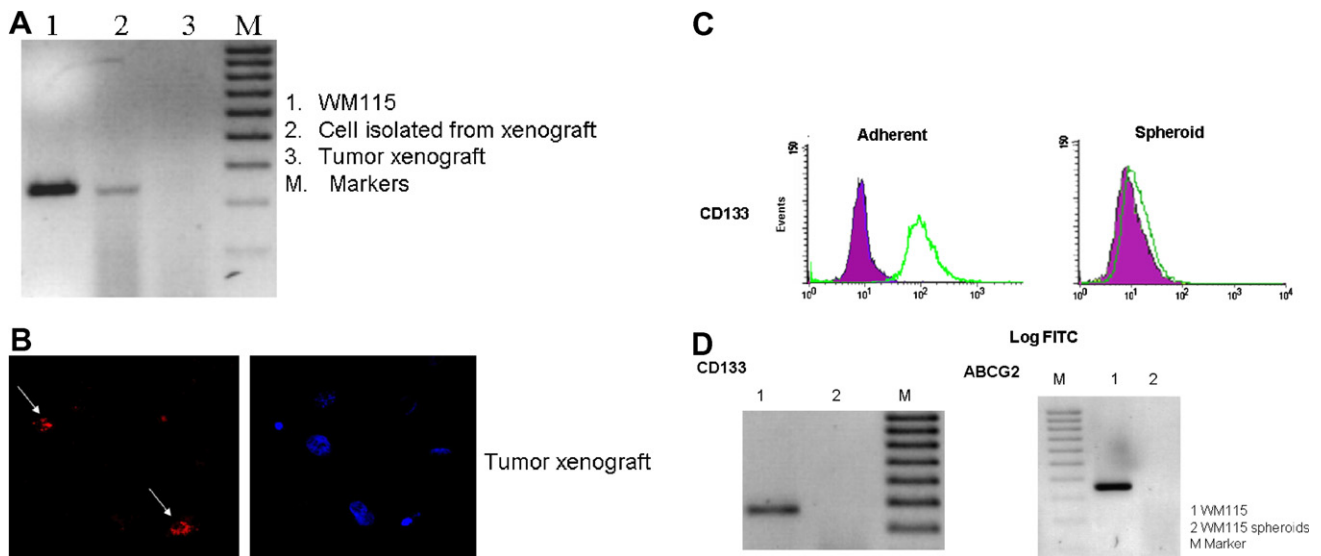 A
1 2 3 M
1. WM115
2. Cell isolated from xenograft
3. Tumor xenograft
M. Markers
B
Tumor xenograft
C
Adherent
Spheroid
CD133
150
Events
10⁰ 10¹ 10² 10³
150
10⁰ 10¹ 10² 10³ 10⁴
Log FITC
D
CD133
1 2 M
ABCG2
M 1 2
1 WM115
2 WM115 spheroids
M Marker